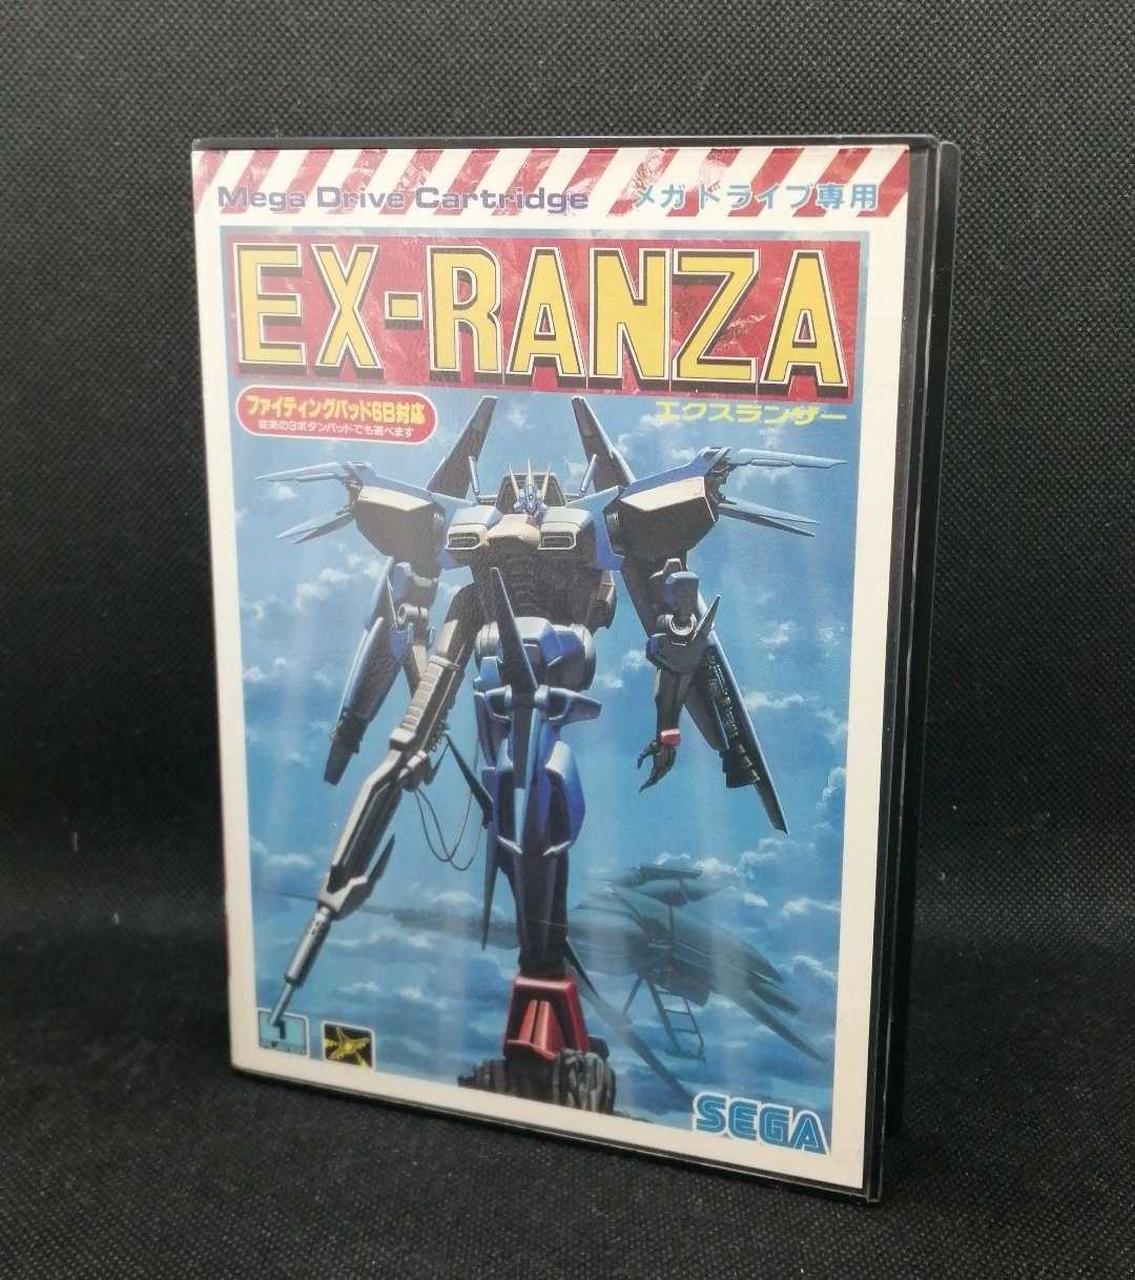 Mega Drive Cartridge メガドライブ専用
EX-RANZA
エクスランザー
ファイティングパッド6B対応
従来の3ボタンパッドでも遊べます
1
SEGA